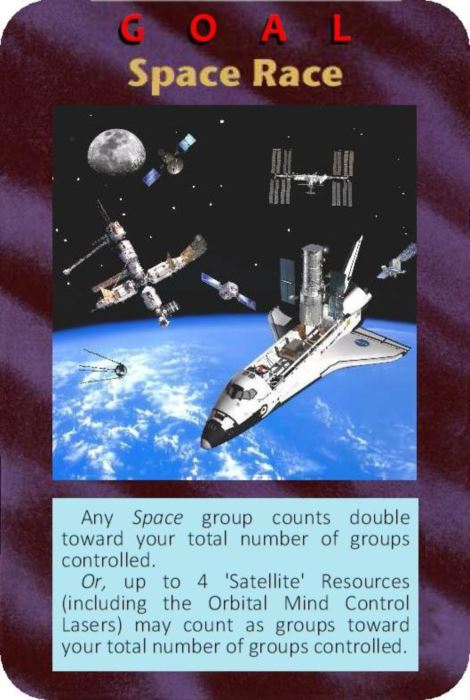 GOAL
Space Race
Any Space group counts double
toward your total number of groups
controlled.
Or, up to 4 'Satellite' Resources
(including the Orbital Mind Control
Lasers) may count as groups toward
your total number of groups controlled.